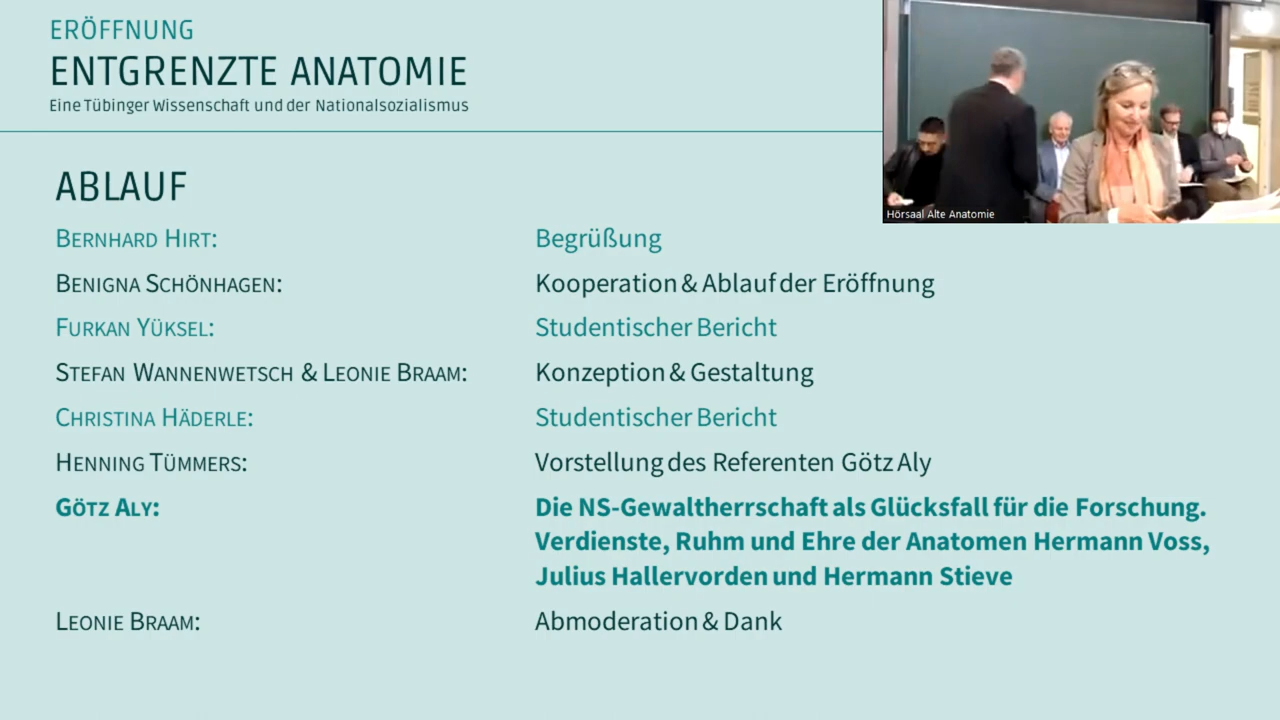 ERÖFFNUNG
ENTGRENZTE ANATOMIE
Eine Tübinger Wissenschaft und der Nationalsozialismus
Hörsaal Alte Anatomie
ABLAUF
BERNHARD HIRT: Begrüßung
BENIGNA SCHÖNHAGEN: Kooperation & Ablauf der Eröffnung
FURKAN YÜKSEL: Studentischer Bericht
STEFAN WANNENWETSCH & LEONIE BRAAM: Konzeption & Gestaltung
CHRISTINA HÄDERLE: Studentischer Bericht
HENNING TÜMMERS: Vorstellung des Referenten Götz Aly
GÖTZ ALY: Die NS-Gewaltherrschaft als Glücksfall für die Forschung.
Verdienste, Ruhm und Ehre der Anatomen Hermann Voss,
Julius Hallervorden und Hermann Stieve
LEONIE BRAAM: Abmoderation & Dank